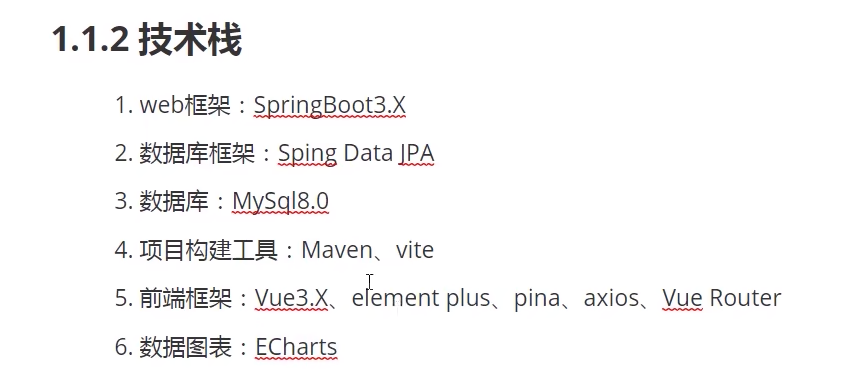 1.1.2 技术栈
1. web框架：SpringBoot3.X
2. 数据库框架：Sping Data JPA
3. 数据库：MySql8.0
4. 项目构建工具：Maven、vite
5. 前端框架：Vue3.X、element plus、pina、axios、Vue Router
6. 数据图表：ECharts